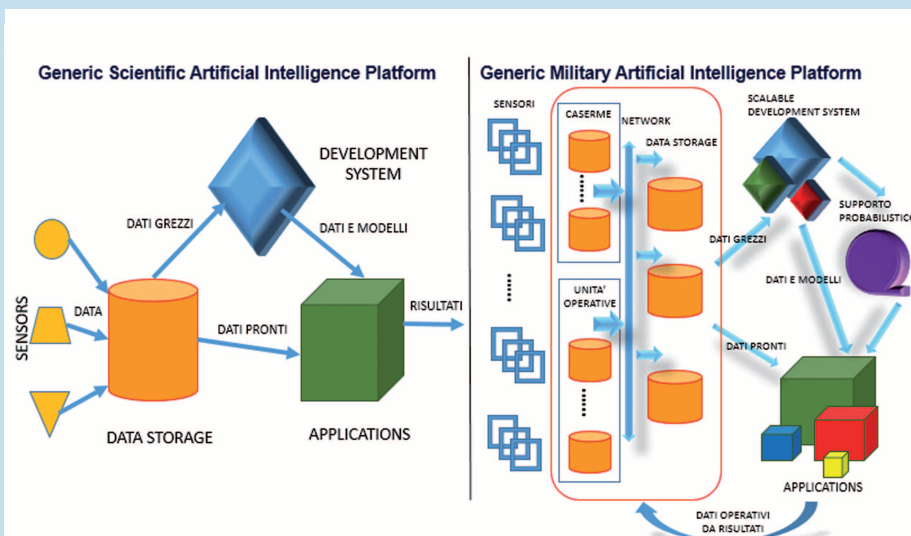 Generic Scientific Artificial Intelligence Platform
DEVELOPMENT
SYSTEM
DATI GREZZI
DATI E MODELLI
SENSORS
DATA
DATI PRONTI
RISULTATI
DATA STORAGE
APPLICATIONS
Generic Military Artificial Intelligence Platform
SENSORI
CASERME
NETWORK
DATA STORAGE
SCALABLE
DEVELOPMENT SYSTEM
SUPPORTO
PROBABILISTICO
DATI GREZZI
DATI E MODELLI
UNITA'
OPERATIVE
DATI PRONTI
APPLICATIONS
DATI OPERATIVI
DA RISULTATI